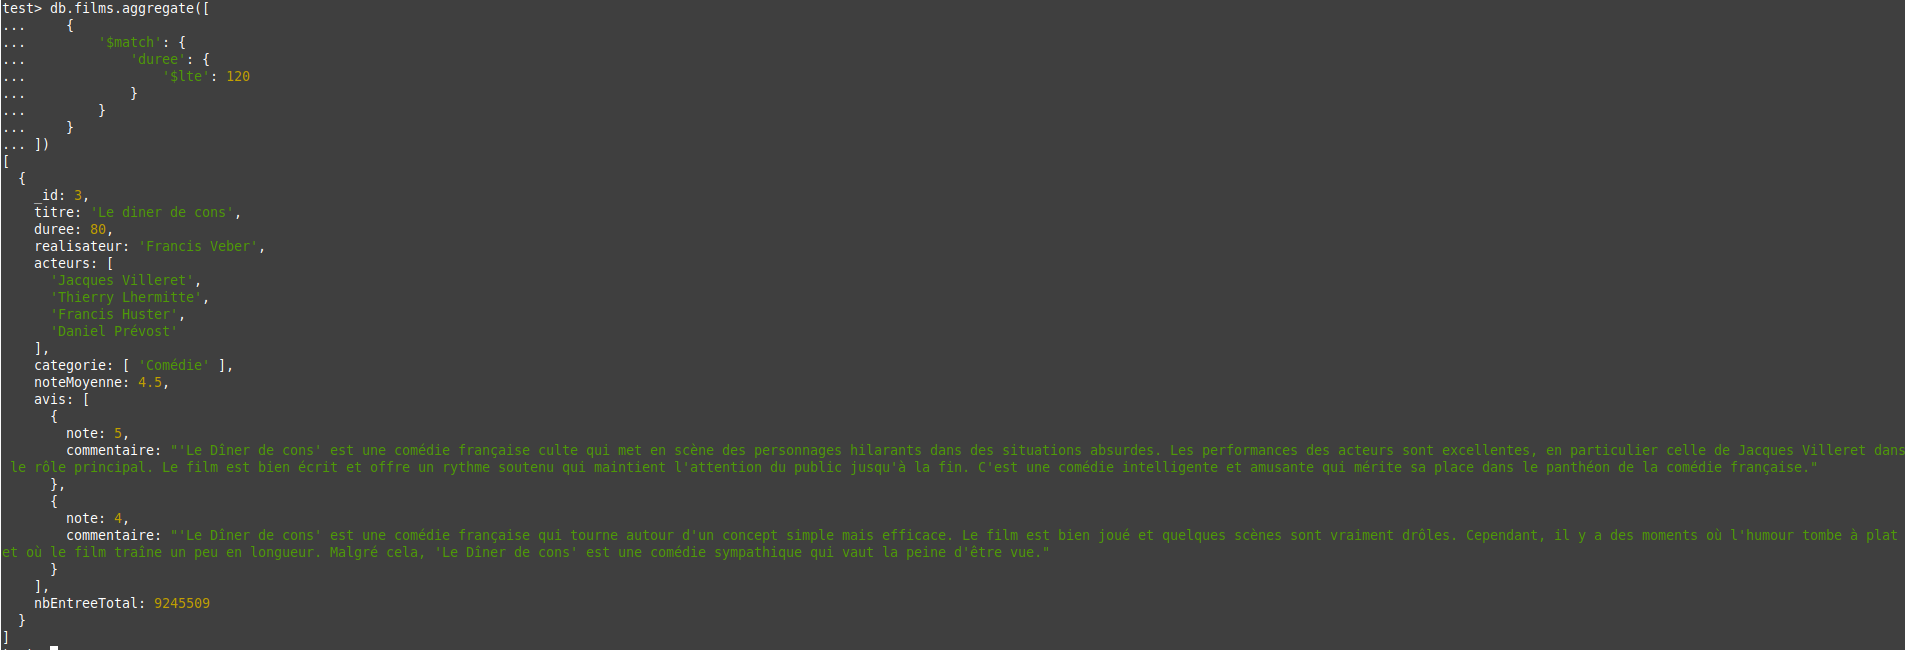 test> db.films.aggregate([
...     {
...         '$match': {
...             'duree': {
...                 '$lte': 120
...             }
...         }
...     }
... ])
[
  {
    _id: 3,
    titre: 'Le diner de cons',
    duree: 80,
    realisateur: 'Francis Veber',
    acteurs: [
      'Jacques Villeret',
      'Thierry Lhermitte',
      'Francis Huster',
      'Daniel Prévost'
    ],
    categorie: [ 'Comédie' ],
    noteMoyenne: 4.5,
    avis: [
      {
        note: 5,
        commentaire: "'Le Dîner de cons' est une comédie française culte qui met en scène des personnages hilarants dans des situations absurdes. Les performances des acteurs sont excellentes, en particulier celle de Jacques Villeret dans
 le rôle principal. Le film est bien écrit et offre un rythme soutenu qui maintient l'attention du public jusqu'à la fin. C'est une comédie intelligente et amusante qui mérite sa place dans le panthéon de la comédie française."
      },
      {
        note: 4,
        commentaire: "'Le Dîner de cons' est une comédie française qui tourne autour d'un concept simple mais efficace. Le film est bien joué et quelques scènes sont vraiment drôles. Cependant, il y a des moments où l'humour tombe à plat
et où le film traîne un peu en longueur. Malgré cela, 'Le Dîner de cons' est une comédie sympathique qui vaut la peine d'être vue."
      }
    ],
    nbEntreeTotal: 9245509
  }
]